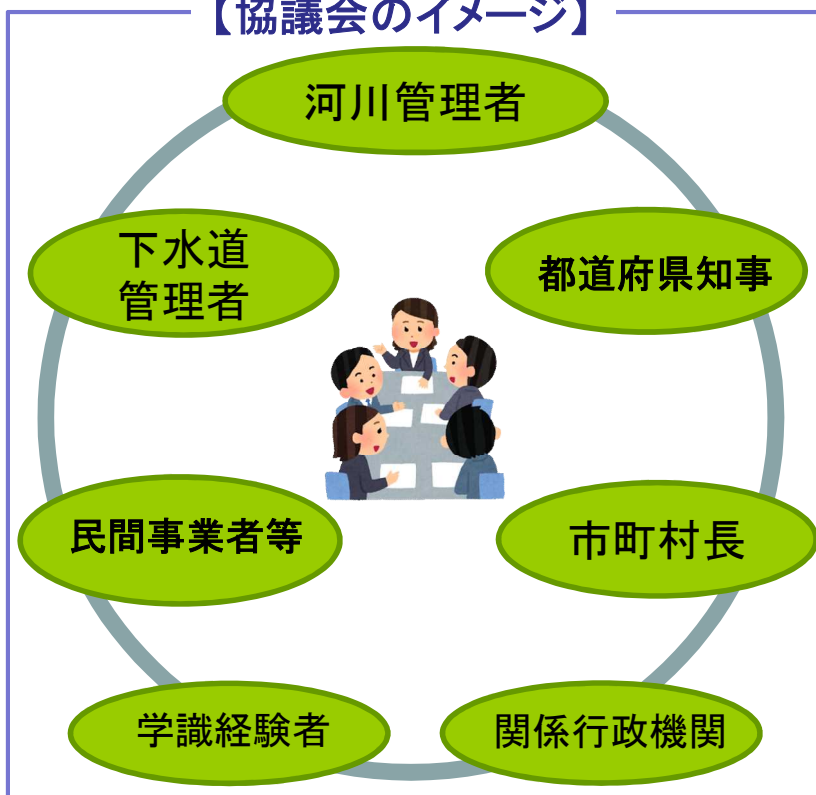 【協議会のイメージ】
河川管理者
下水道
管理者
都道府県知事
民間事業者等
市町村長
学識経験者
関係行政機関